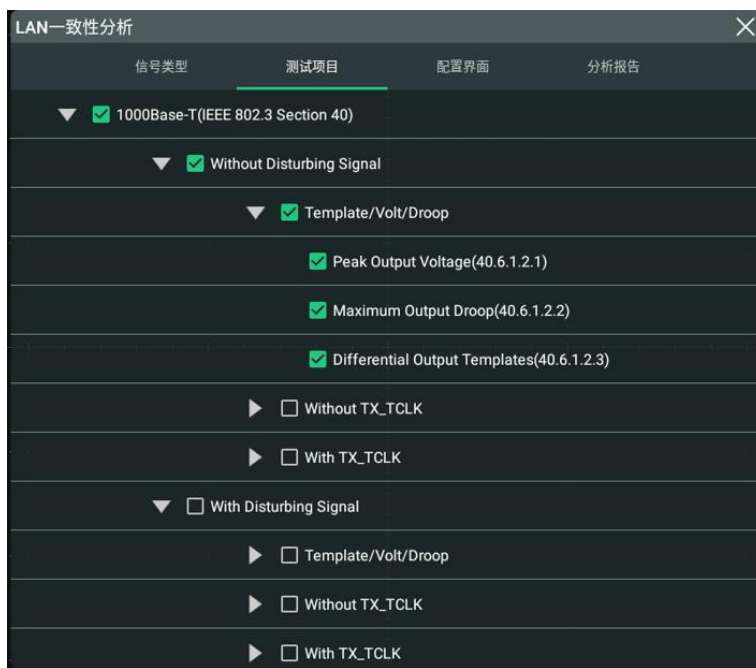 LAN一致性分析
信号类型 测试项目 配置界面 分析报告
1000Base-T(IEEE 802.3 Section 40)
Without Disturbing Signal
Template/Volt/Droop
Peak Output Voltage(40.6.1.2.1)
Maximum Output Droop(40.6.1.2.2)
Differential Output Templates(40.6.1.2.3)
Without TX_TCLK
With TX_TCLK
With Disturbing Signal
Template/Volt/Droop
Without TX_TCLK
With TX_TCLK